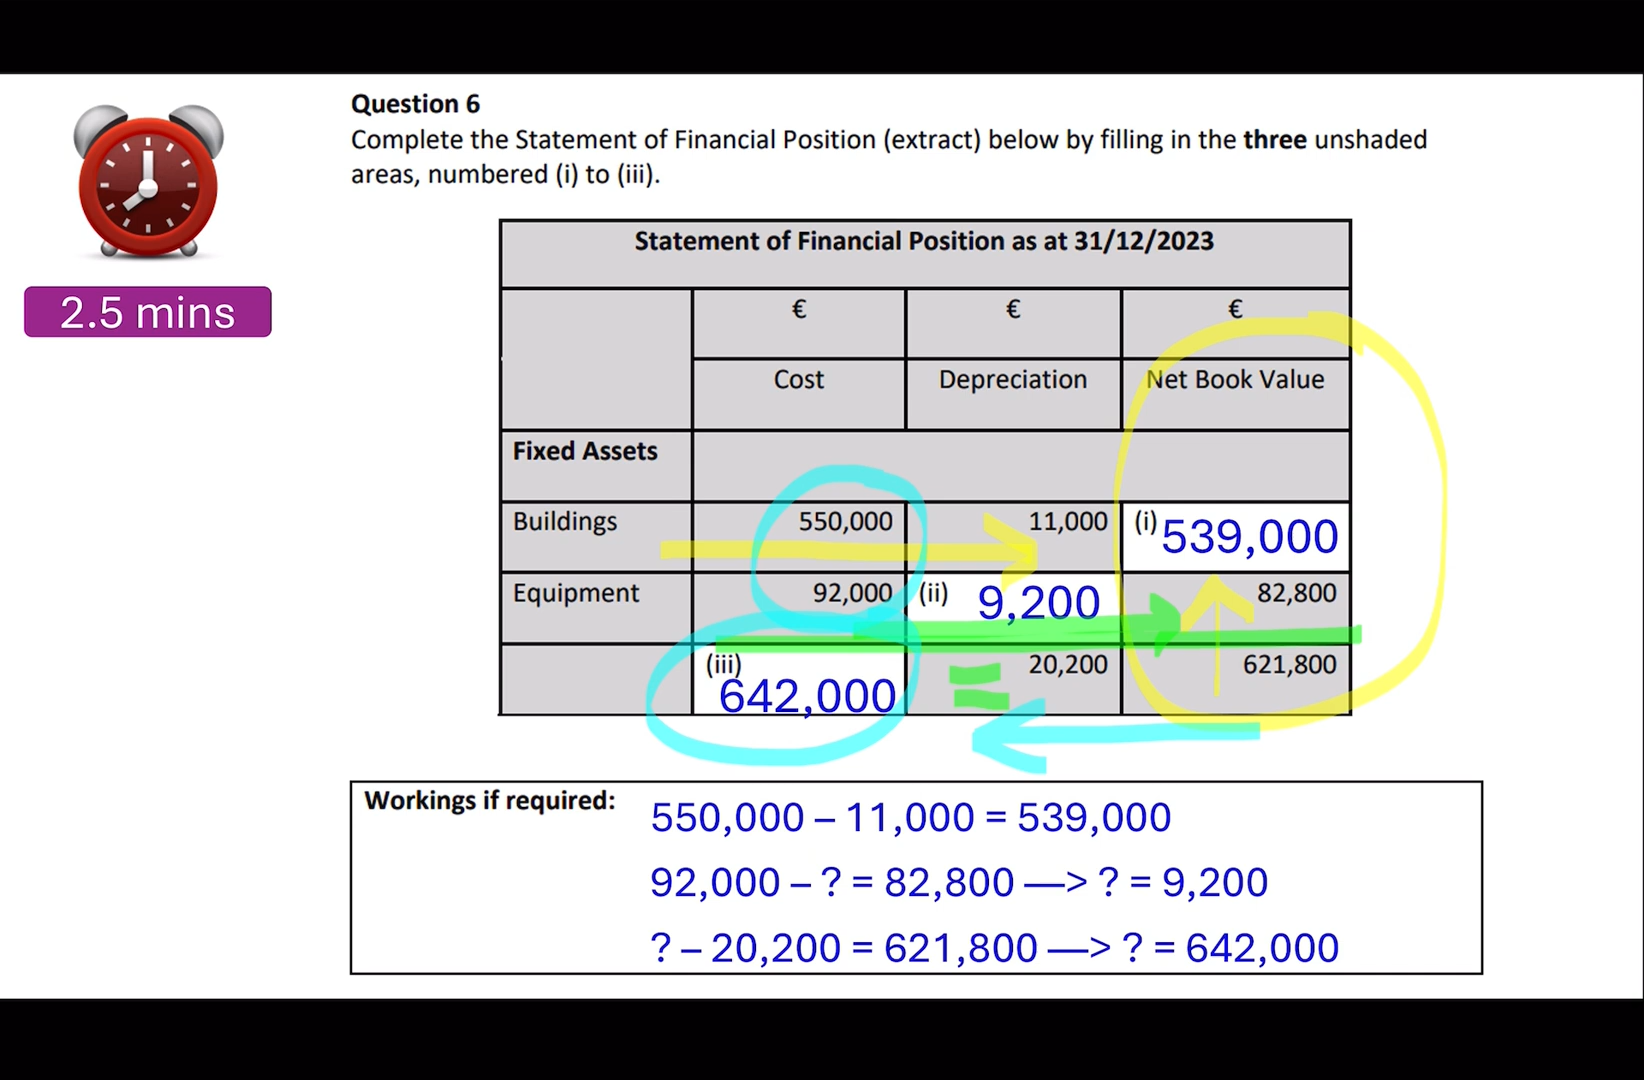 Question 6
Complete the Statement of Financial Position (extract) below by filling in the three unshaded
areas, numbered (i) to (iii).
2.5 mins
Statement of Financial Position as at 31/12/2023
€ € €
Cost Depreciation Net Book Value
Fixed Assets
Buildings 550,000 11,000 (i) 539,000
Equipment 92,000 (ii) 9,200 82,800
(iii) 642,000 20,200 621,800
Workings if required: 550,000 – 11,000 = 539,000
92,000 – ? = 82,800 —> ? = 9,200
? – 20,200 = 621,800 —> ? = 642,000